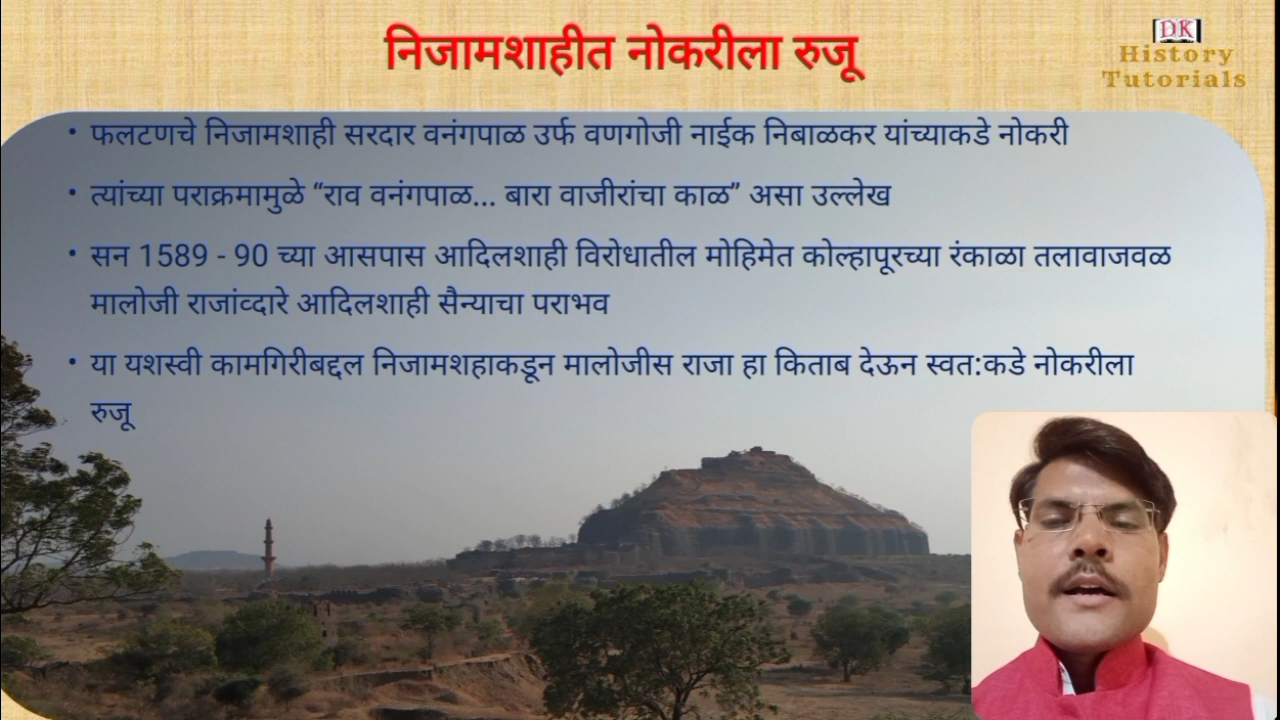 निजामशाहीत नोकरीला रुजू
DK
History
Tutorials
• फलटणचे निजामशाही सरदार वनंगपाळ उर्फ वणगोजी नाईक निबाळकर यांच्याकडे नोकरी
• त्यांच्या पराक्रमामुळे “राव वनंगपाळ... बारा वाजीरांचा काळ” असा उल्लेख
• सन 1589 - 90 च्या आसपास आदिलशाही विरोधातील मोहिमेत कोल्हापूरच्या रंकाळा तलावाजवळ
मालोजी राजांव्दारे आदिलशाही सैन्याचा पराभव
• या यशस्वी कामगिरीबद्दल निजामशहाकडून मालोजीस राजा हा किताब देऊन स्वत:कडे नोकरीला
रुजू